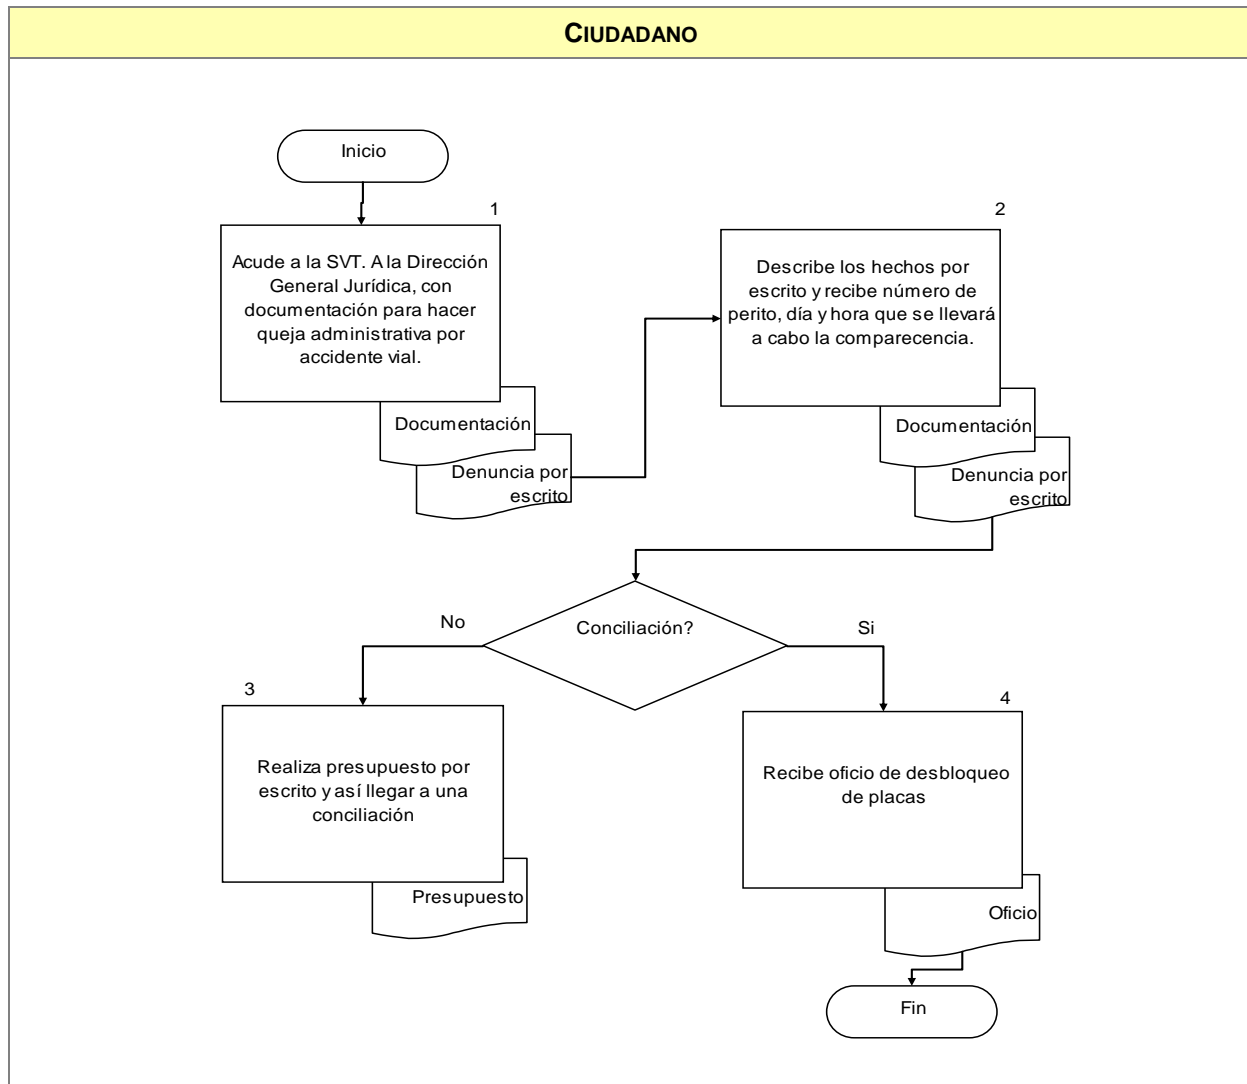 CIUDADANO
Inicio
1
Acude a la SVT. A la Dirección
General Jurídica, con
documentación para hacer
queja administrativa por
accidente vial.
Documentación
Denuncia por
escrito
2
Describe los hechos por
escrito y recibe número de
perito, día y hora que se llevará
a cabo la comparecencia.
Documentación
Denuncia por
escrito
Conciliación?
No
Si
3
Realiza presupuesto por
escrito y así llegar a una
conciliación
Presupuesto
4
Recibe oficio de desbloqueo
de placas
Oficio
Fin